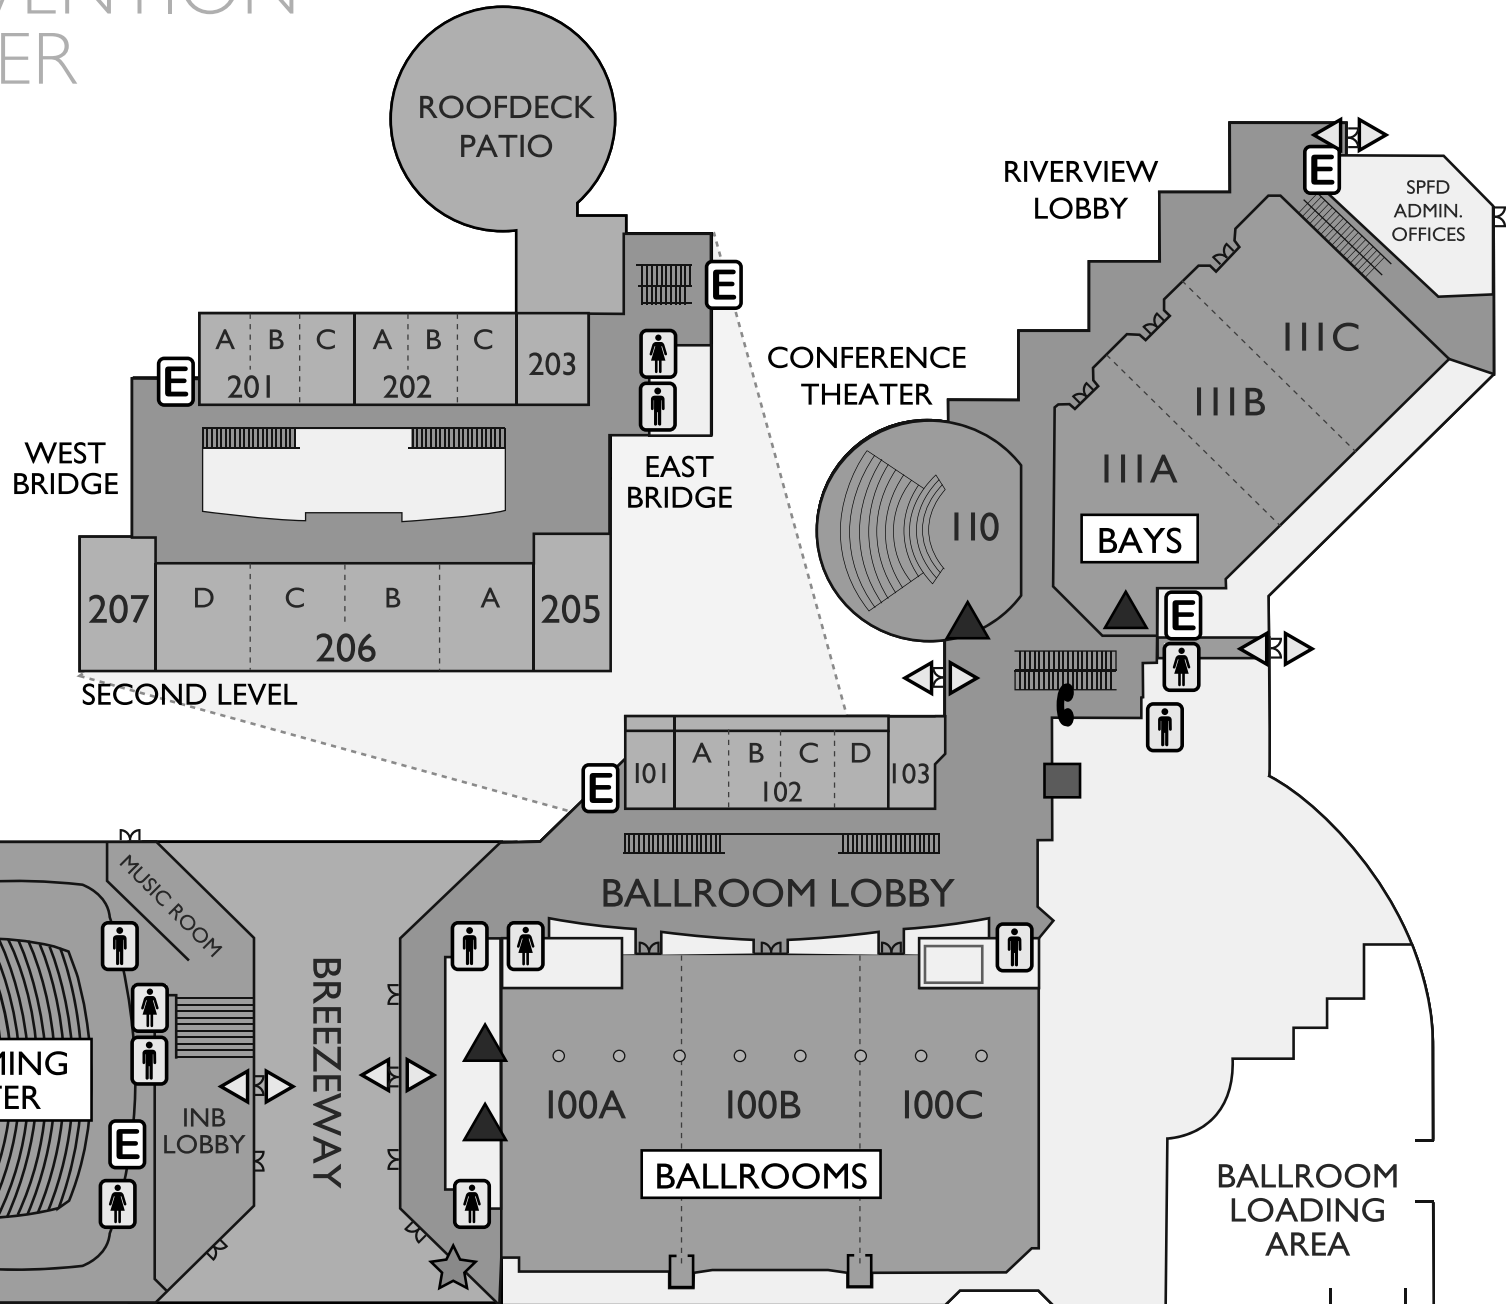 VENTION
ER
ROOFDECK
PATIO
RIVERVIEW
LOBBY
E
SPFD
ADMIN.
OFFICES
E
A B C A B C
201 202 203
E
IIIC
CONFERENCE
THEATER
IIIB
WEST
BRIDGE
EAST
BRIDGE
IIIA
110
BAYS
D C B A
207 206 205
E
SECOND LEVEL
A B C D
101 102 103
E
MUSIC ROOM
BALLROOM LOBBY
BREEZEWAY
MING
TER
INB
LOBBY
E
100A 100B 100C
BALLROOMS
BALLROOM
LOADING
AREA